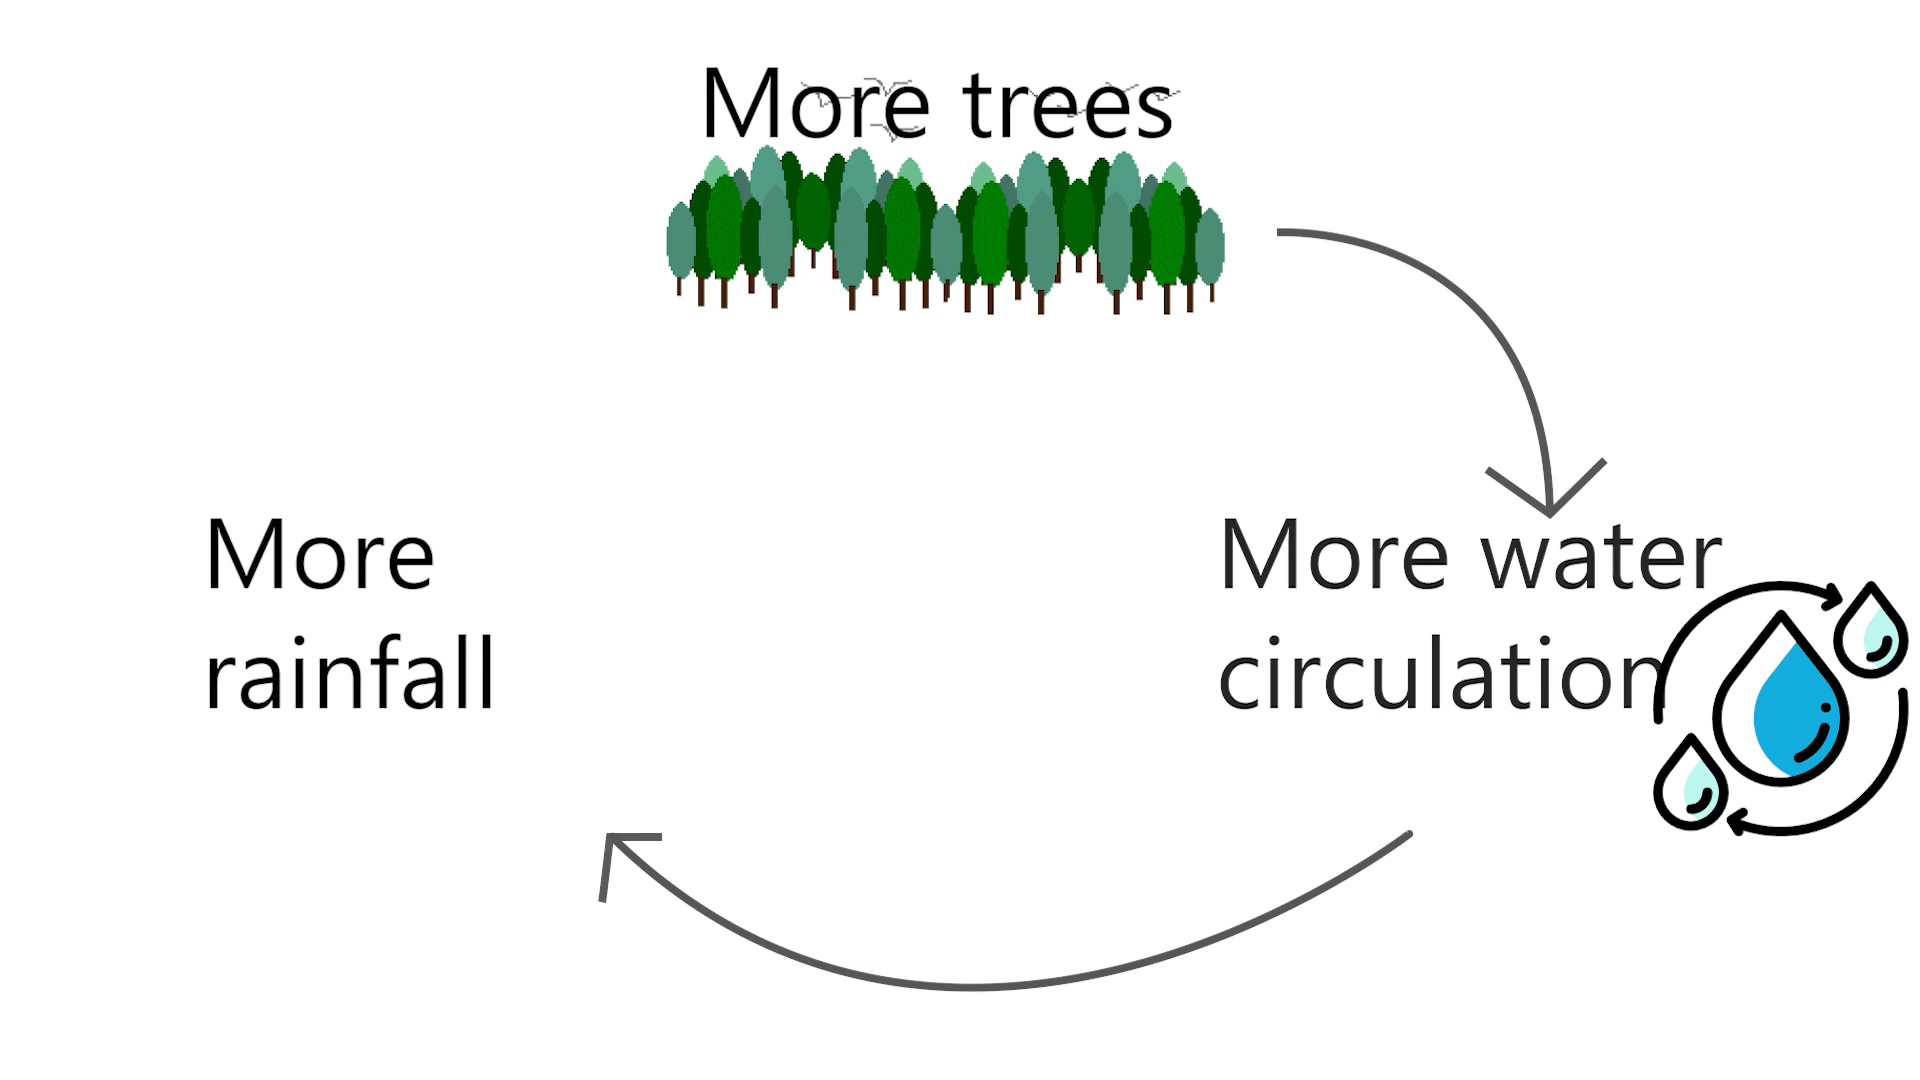 More trees
More water
circulation
More
rainfall